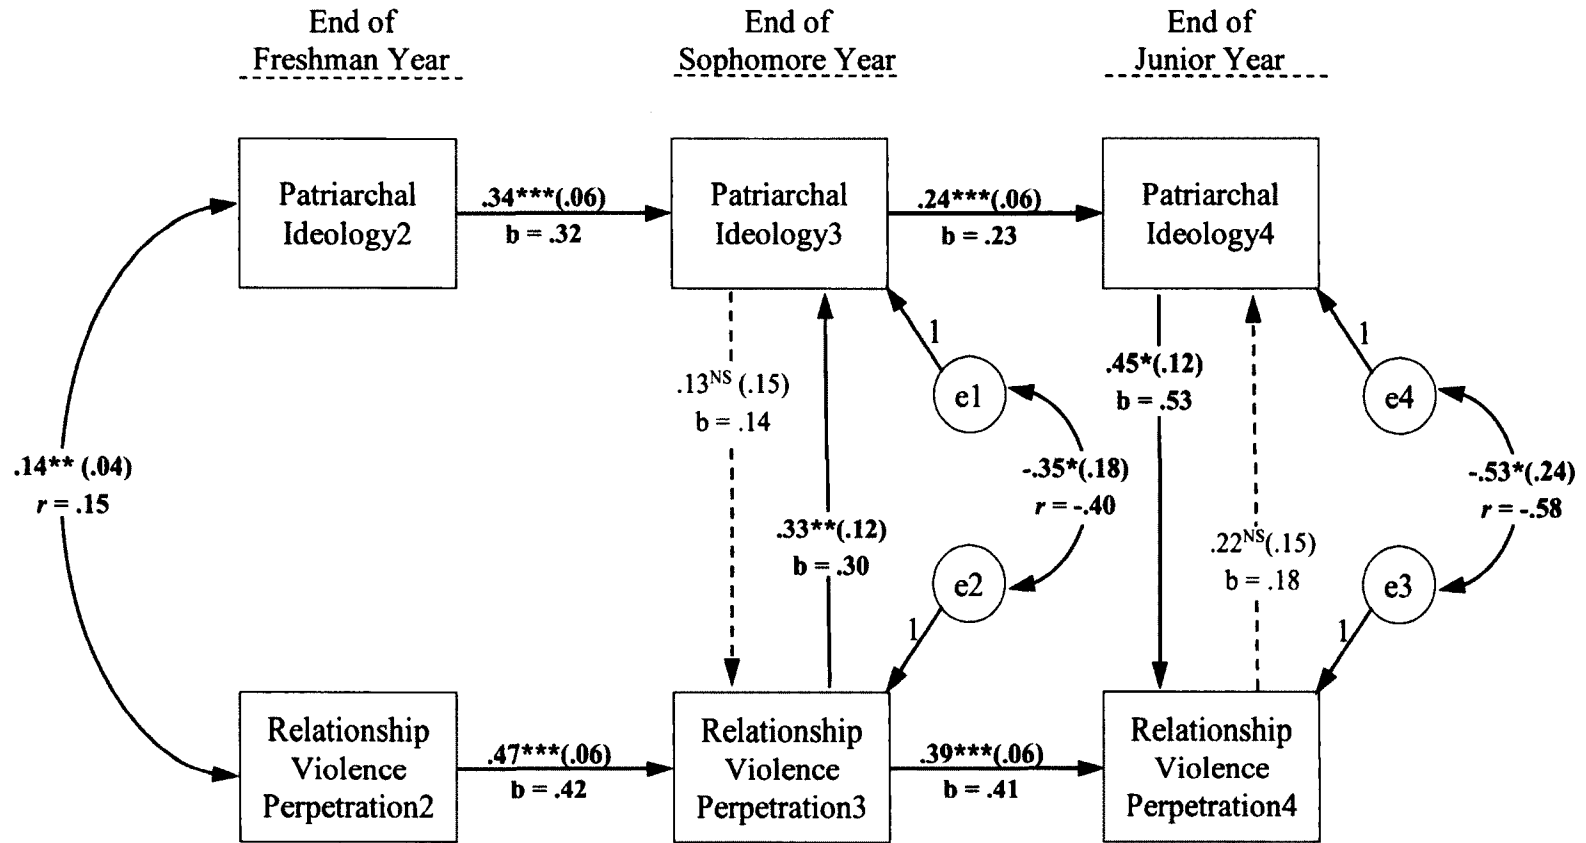 End of
Freshman Year
End of
Sophomore Year
End of
Junior Year
Patriarchal
Ideology2
.34***(.06)
b = .32
Patriarchal
Ideology3
.24***(.06)
b = .23
Patriarchal
Ideology4
1
e1
1
e4
.13NS (.15)
b = .14
.45*(.12)
b = .53
.14** (.04)
r = .15
-.35*(.18)
r = -.40
-.53*(.24)
r = -.58
.33**(.12)
b = .30
.22NS(.15)
b = .18
e2
1
e3
1
Relationship
Violence
Perpetration2
.47***(.06)
b = .42
Relationship
Violence
Perpetration3
.39***(.06)
b = .41
Relationship
Violence
Perpetration4